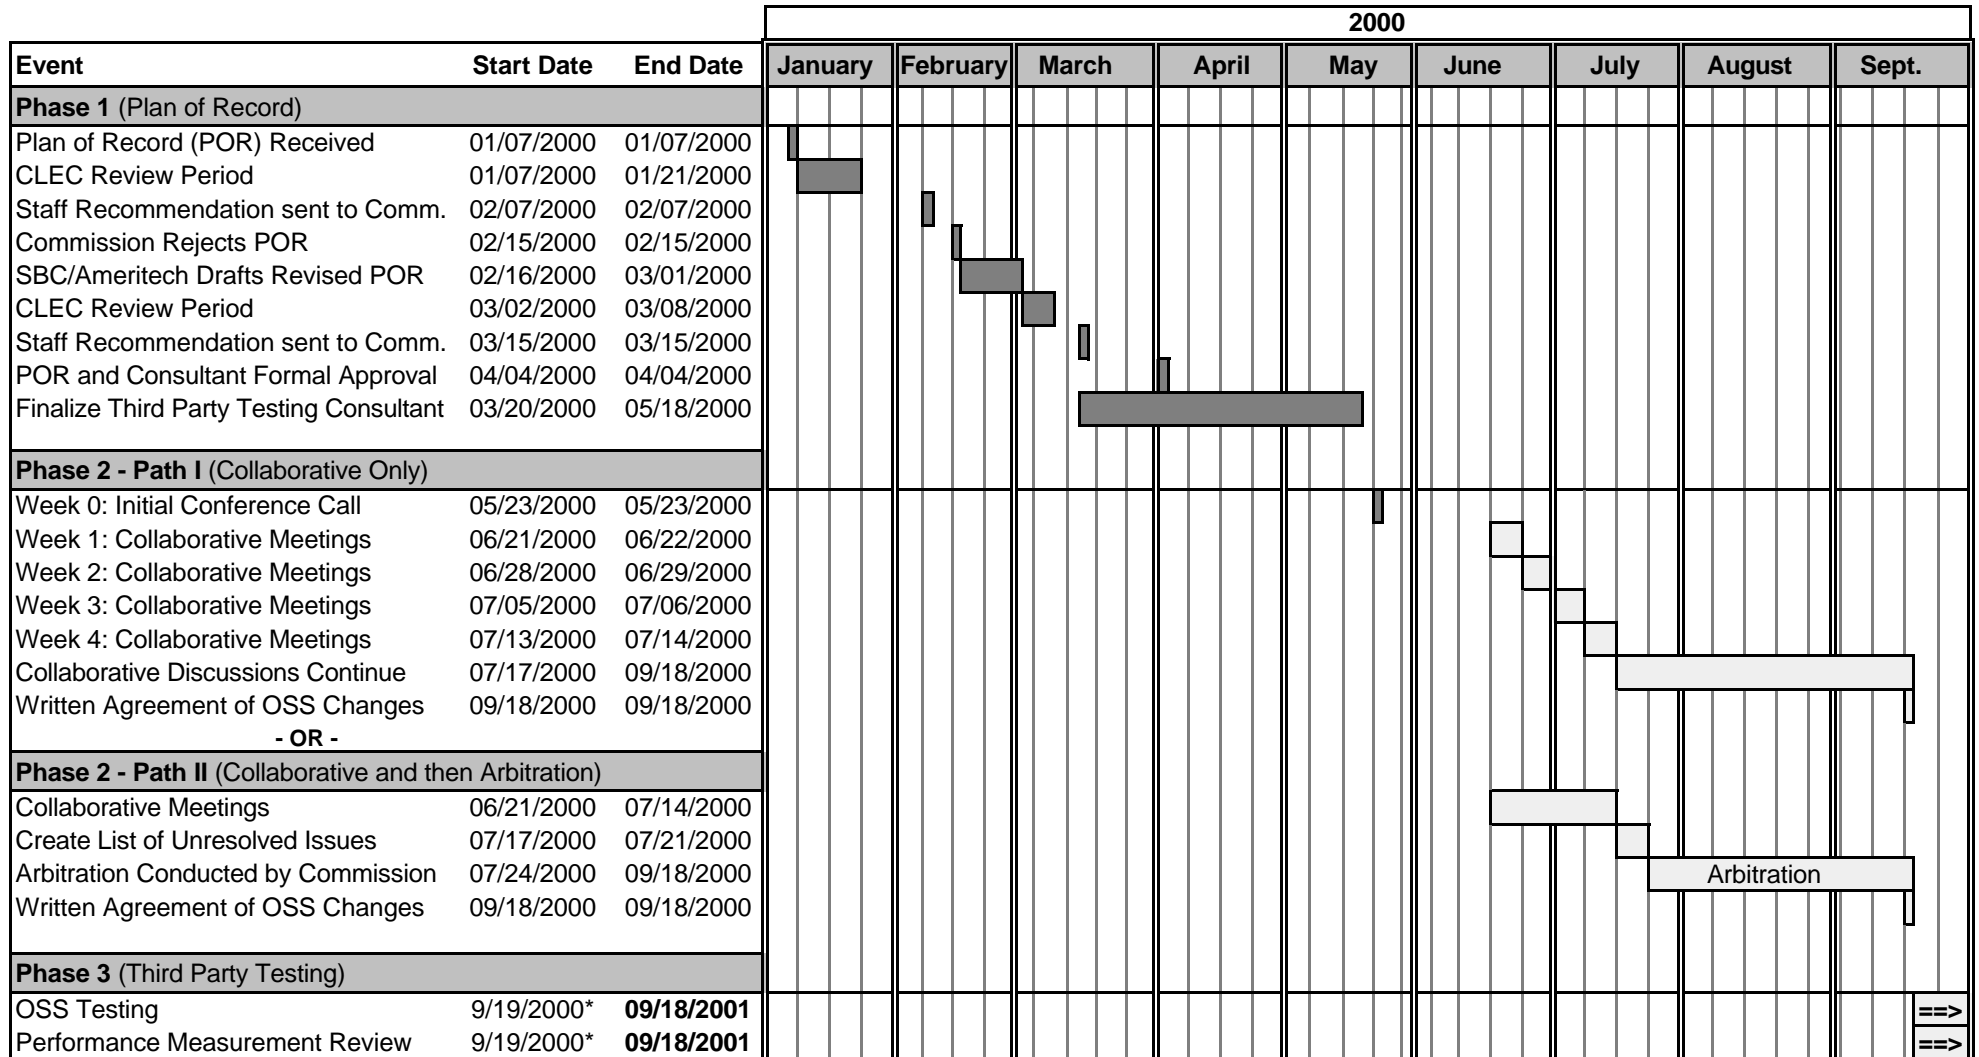 2000
Event Start Date End Date January February March April May June July August Sept.
Phase 1 (Plan of Record)
Plan of Record (POR) Received 01/07/2000 01/07/2000
CLEC Review Period 01/07/2000 01/21/2000
Staff Recommendation sent to Comm. 02/07/2000 02/07/2000
Commission Rejects POR 02/15/2000 02/15/2000
SBC/Ameritech Drafts Revised POR 02/16/2000 03/01/2000
CLEC Review Period 03/02/2000 03/08/2000
Staff Recommendation sent to Comm. 03/15/2000 03/15/2000
POR and Consultant Formal Approval 04/04/2000 04/04/2000
Finalize Third Party Testing Consultant 03/20/2000 05/18/2000
Phase 2 - Path I (Collaborative Only)
Week 0: Initial Conference Call 05/23/2000 05/23/2000
Week 1: Collaborative Meetings 06/21/2000 06/22/2000
Week 2: Collaborative Meetings 06/28/2000 06/29/2000
Week 3: Collaborative Meetings 07/05/2000 07/06/2000
Week 4: Collaborative Meetings 07/13/2000 07/14/2000
Collaborative Discussions Continue 07/17/2000 09/18/2000
Written Agreement of OSS Changes 09/18/2000 09/18/2000
- OR -
Phase 2 - Path II (Collaborative and then Arbitration)
Collaborative Meetings 06/21/2000 07/14/2000
Create List of Unresolved Issues 07/17/2000 07/21/2000
Arbitration Conducted by Commission 07/24/2000 09/18/2000 Arbitration
Written Agreement of OSS Changes 09/18/2000 09/18/2000
Phase 3 (Third Party Testing)
OSS Testing 9/19/2000* 09/18/2001 ==>
Performance Measurement Review 9/19/2000* 09/18/2001 ==>